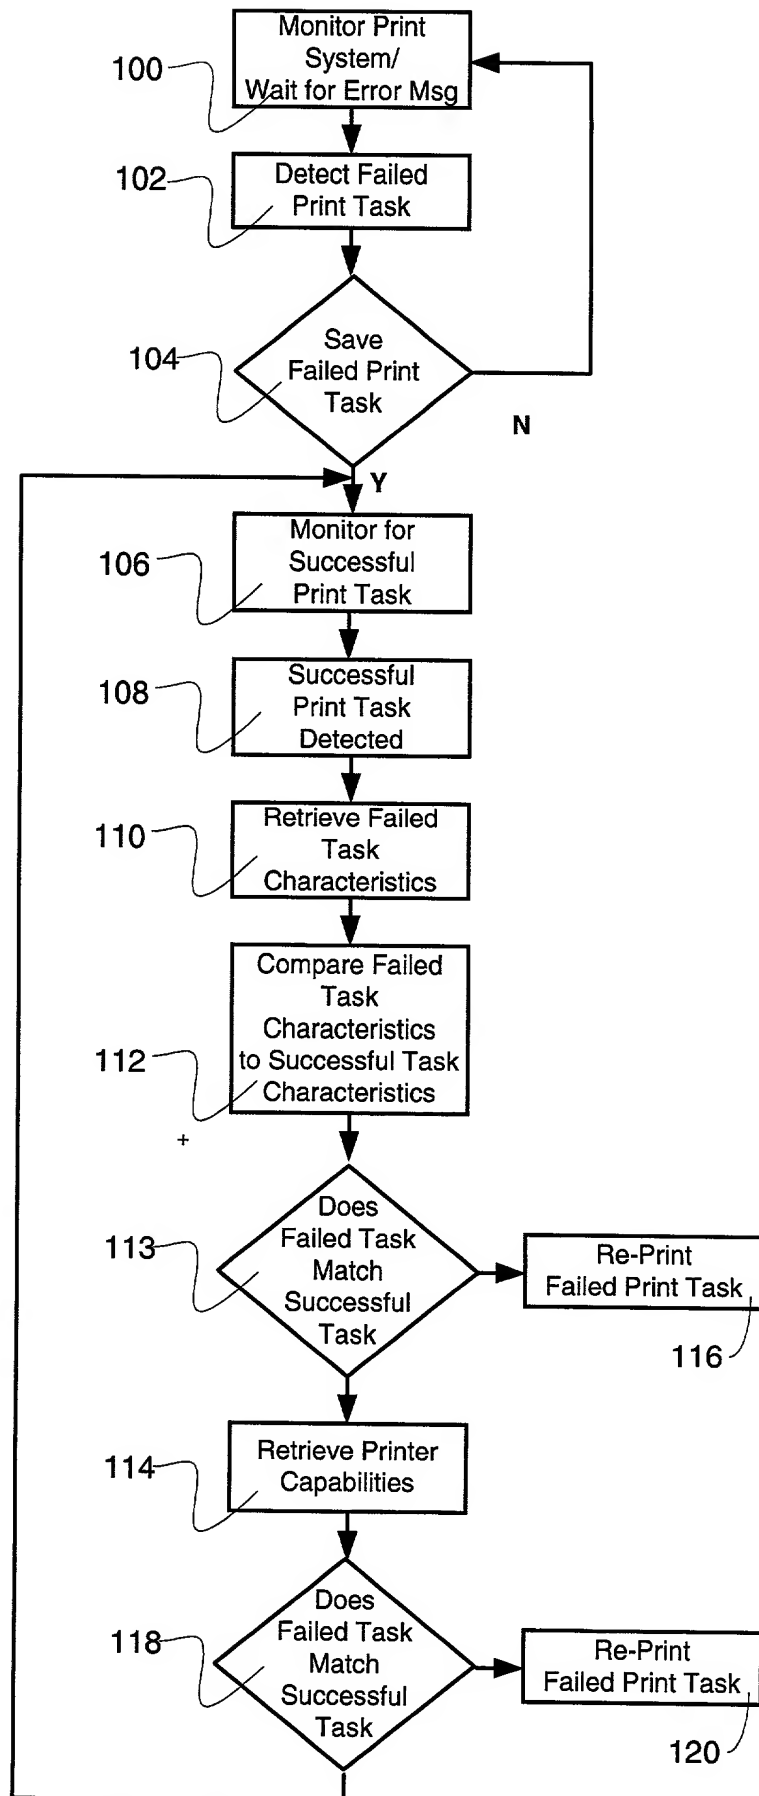 Monitor Print
System/
Wait for Error Msg
100
Detect Failed
Print Task
102
Save
Failed Print
Task
104
N
Y
Monitor for
Successful
Print Task
106
Successful
Print Task
Detected
108
Retrieve Failed
Task
Characteristics
110
Compare Failed
Task
Characteristics
to Successful Task
Characteristics
112
+
Does
Failed Task
Match
Successful
Task
113
Re-Print
Failed Print Task
116
Retrieve Printer
Capabilities
114
Does
Failed Task
Match
Successful
Task
118
Re-Print
Failed Print Task
120